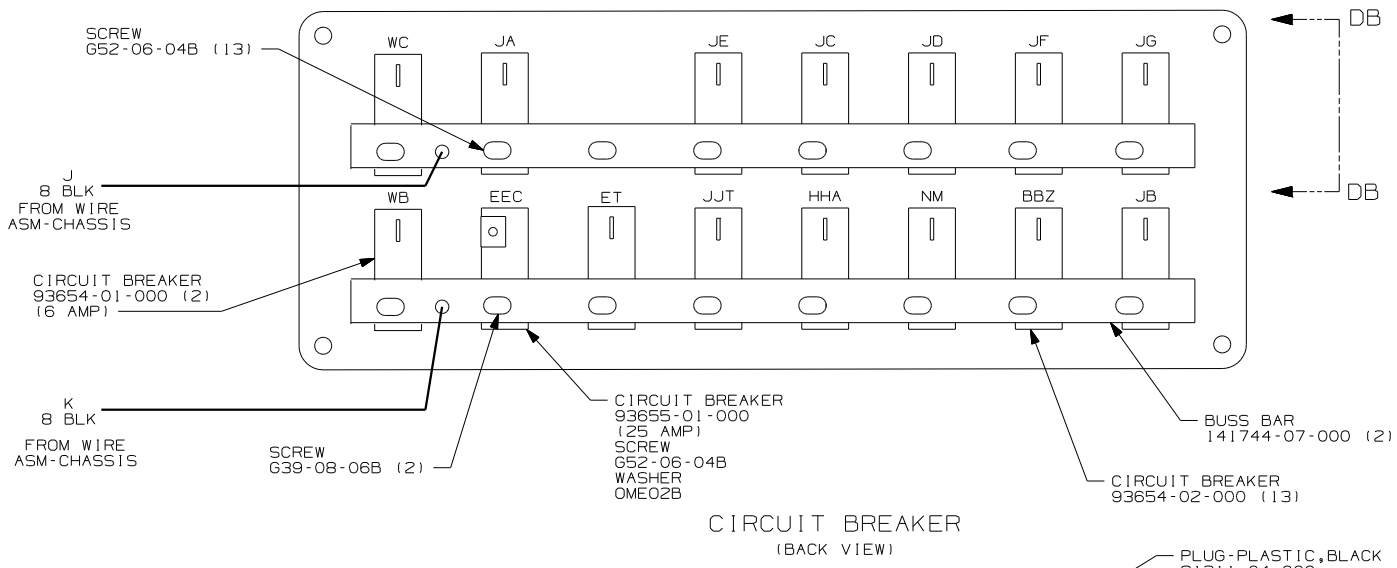 SCREW
G52-06-04B (13)
WC
JA
JE
JC
JD
JF
JG
DB
DB
J
8 BLK
FROM WIRE
ASM-CHASSIS
WB
EEC
ET
JJT
HHA
NM
BBZ
JB
CIRCUIT BREAKER
93654-01-000 (2)
(6 AMP)
K
8 BLK
FROM WIRE
ASM-CHASSIS
SCREW
G39-08-06B (2)
CIRCUIT BREAKER
93655-01-000
(25 AMP)
SCREW
G52-06-04B
WASHER
OME02B
BUSS BAR
141744-07-000 (2)
CIRCUIT BREAKER
93654-02-000 (13)
CIRCUIT BREAKER
(BACK VIEW)
PLUG-PLASTIC,BLACK